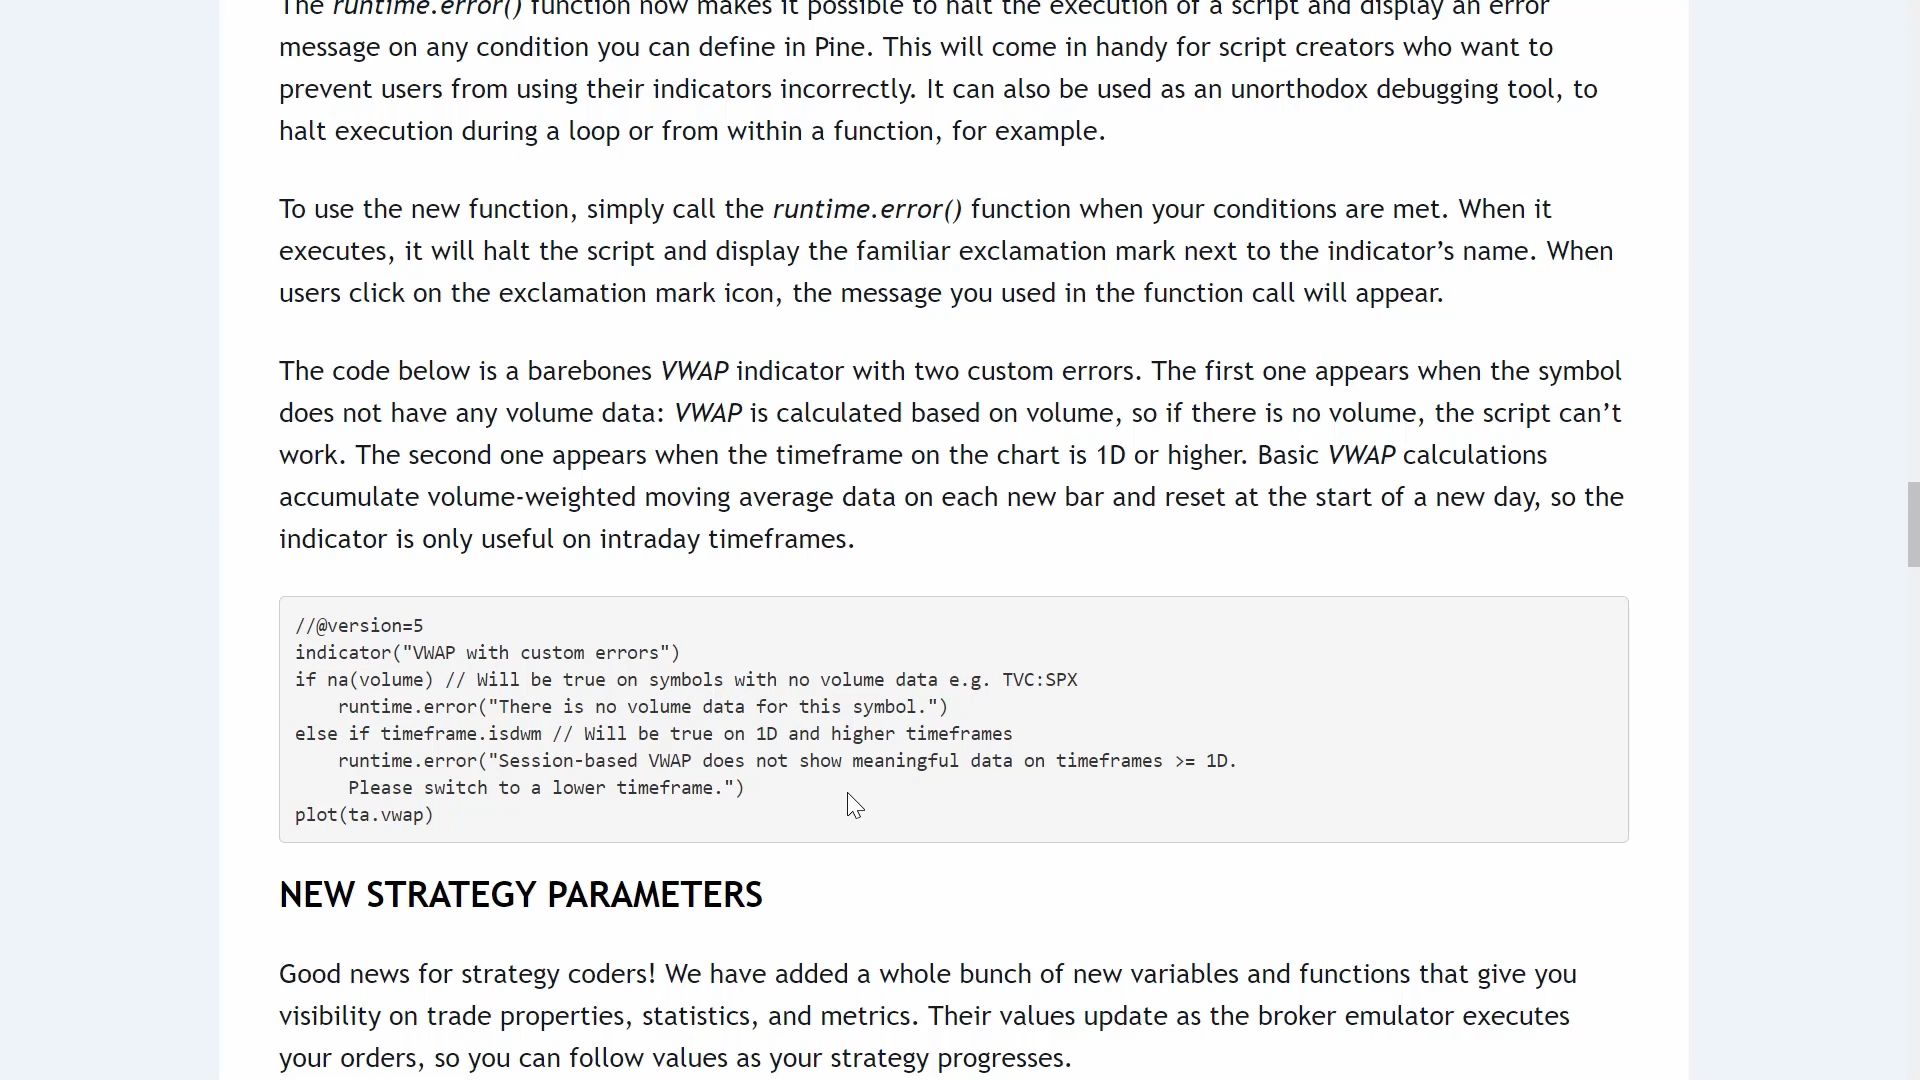 The runtime.error() function now makes it possible to halt the execution of a script and display an error
message on any condition you can define in Pine. This will come in handy for script creators who want to
prevent users from using their indicators incorrectly. It can also be used as an unorthodox debugging tool, to
halt execution during a loop or from within a function, for example.
To use the new function, simply call the runtime.error() function when your conditions are met. When it
executes, it will halt the script and display the familiar exclamation mark next to the indicator’s name. When
users click on the exclamation mark icon, the message you used in the function call will appear.
The code below is a barebones VWAP indicator with two custom errors. The first one appears when the symbol
does not have any volume data: VWAP is calculated based on volume, so if there is no volume, the script can’t
work. The second one appears when the timeframe on the chart is 1D or higher. Basic VWAP calculations
accumulate volume-weighted moving average data on each new bar and reset at the start of a new day, so the
indicator is only useful on intraday timeframes.
//@version=5
indicator("VWAP with custom errors")
if na(volume) // Will be true on symbols with no volume data e.g. TVC:SPX
    runtime.error("There is no volume data for this symbol.")
else if timeframe.isdwm // Will be true on 1D and higher timeframes
    runtime.error("Session-based VWAP does not show meaningful data on timeframes >= 1D.
     Please switch to a lower timeframe.")
plot(ta.vwap)
NEW STRATEGY PARAMETERS
Good news for strategy coders! We have added a whole bunch of new variables and functions that give you
visibility on trade properties, statistics, and metrics. Their values update as the broker emulator executes
your orders, so you can follow values as your strategy progresses.